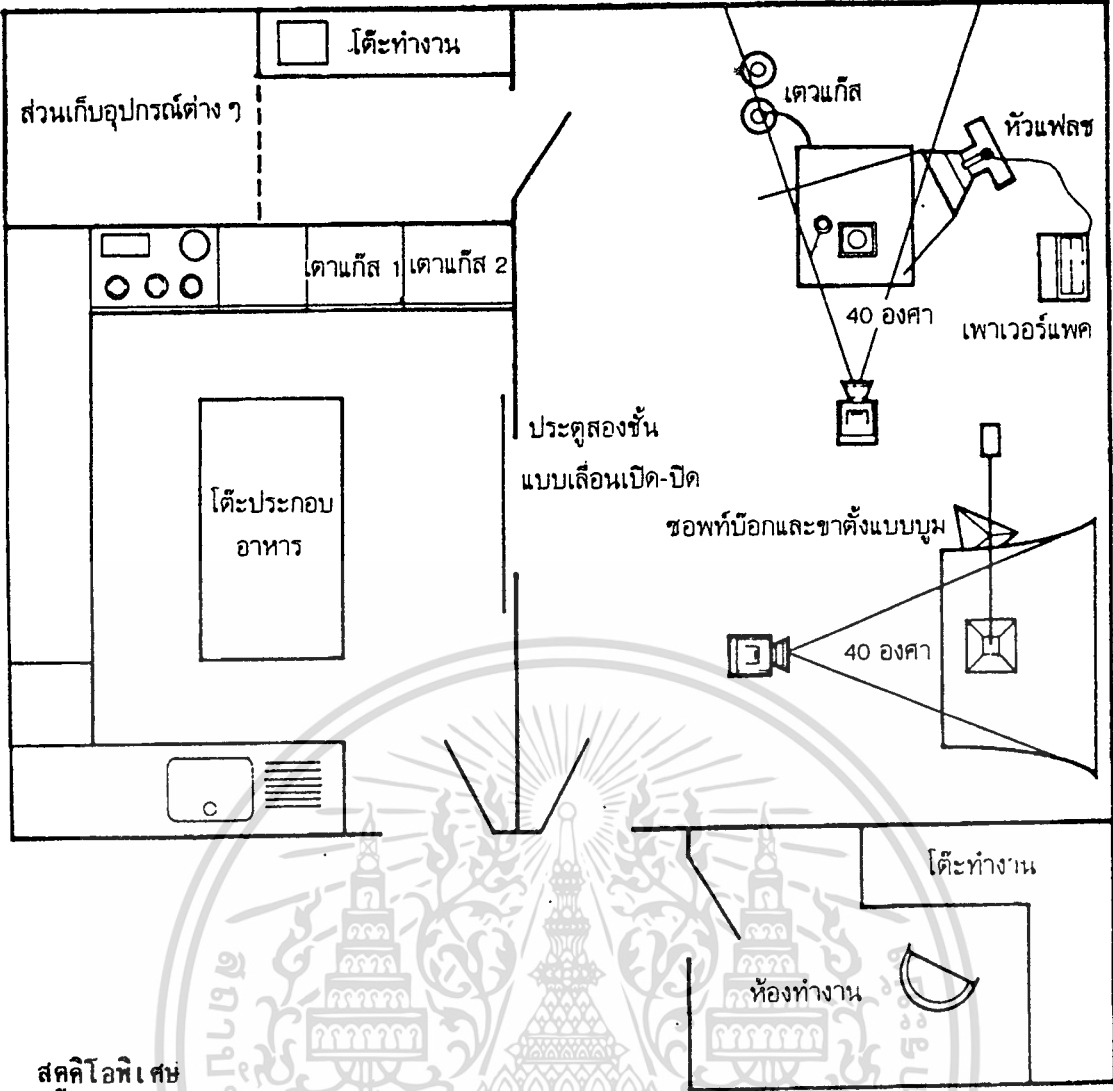 โต๊ะทำงาน
ส่วนเก็บอุปกรณ์ต่าง ๆ
เตวแก๊ส
หัวแฟลช
เตาแก๊ส 1
เตาแก๊ส 2
40 องศา
เพาเวอร์แพค
ประตูสองชั้น
แบบเลื่อนเปิด-ปิด
โต๊ะประกอบ
อาหาร
ซอพท์บ๊อกและขาตั้งแบบบูม
40 องศา
โต๊ะทำงาน
ห้องทำงาน
สตูดิโอพิเศษ